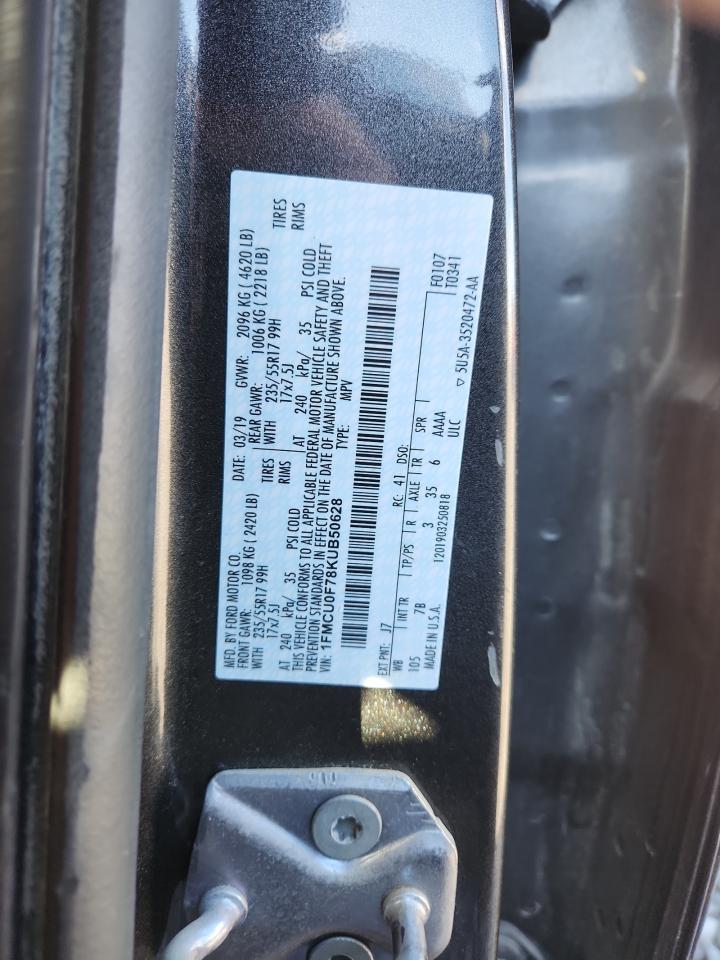 MFD. BY FORD MOTOR CO. DATE: 03/19 GVWR: 2096 KG ( 4620 LB)
FRONT GAWR: 1098 KG ( 2420 LB) REAR GAWR: 1006 KG ( 2218 LB)
WITH 235/55R17 99H TIRES WITH 235/55R17 99H TIRES
17x7.5J RIMS 17x7.5J RIMS
AT 240 kPa/ 35 PSI COLD AT 240 kPa/ 35 PSI COLD
THIS VEHICLE CONFORMS TO ALL APPLICABLE FEDERAL MOTOR VEHICLE SAFETY AND THEFT
PREVENTION STANDARDS IN EFFECT ON THE DATE OF MANUFACTURE SHOWN ABOVE.
VIN: 1FMCU0F78KUB50628 TYPE: MPV
EXT PNT: J7 RC: 41 DSO: F0107
WB INT TR TP/PS R AXLE TR SPR T0341
105 7B 3 35 6 AAAA
MADE IN U.S.A. 1201903250818 ULC ▽ 5U5A-3520472-AA